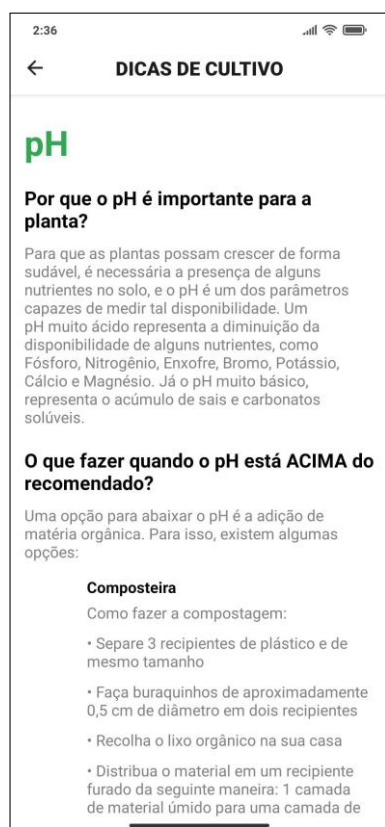 2:36
DICAS DE CULTIVO
pH
Por que o pH é importante para a
planta?
Para que as plantas possam crescer de forma
sudável, é necessária a presença de alguns
nutrientes no solo, e o pH é um dos parâmetros
capazes de medir tal disponibilidade. Um
pH muito ácido representa a diminuição da
disponibilidade de alguns nutrientes, como
Fósforo, Nitrogênio, Enxofre, Bromo, Potássio,
Cálcio e Magnésio. Já o pH muito básico,
representa o acúmulo de sais e carbonatos
solúveis.
O que fazer quando o pH está ACIMA do
recomendado?
Uma opção para abaixar o pH é a adição de
matéria orgânica. Para isso, existem algumas
opções:
Composteira
Como fazer a compostagem:
• Separe 3 recipientes de plástico e de
mesmo tamanho
• Faça buraquinhos de aproximadamente
0,5 cm de diâmetro em dois recipientes
• Recolha o lixo orgânico na sua casa
• Distribua o material em um recipiente
furado da seguinte maneira: 1 camada
de material úmido para uma camada de